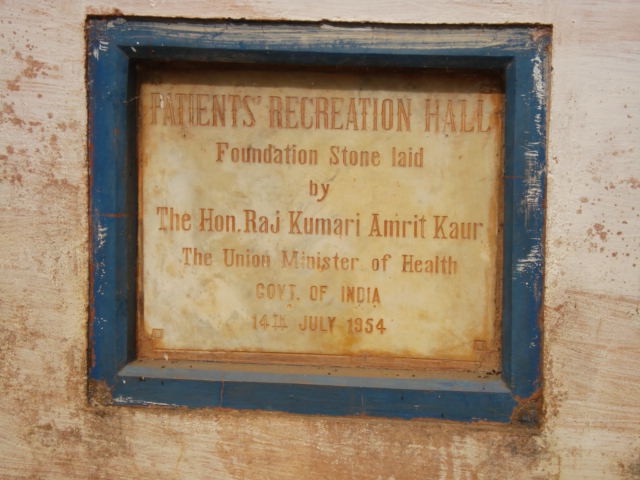 PATIENTS' RECREATION HALL
Foundation Stone laid
by
The Hon. Raj Kumari Amrit Kaur
The Union Minister of Health
GOVT. OF INDIA
14TH JULY 1954